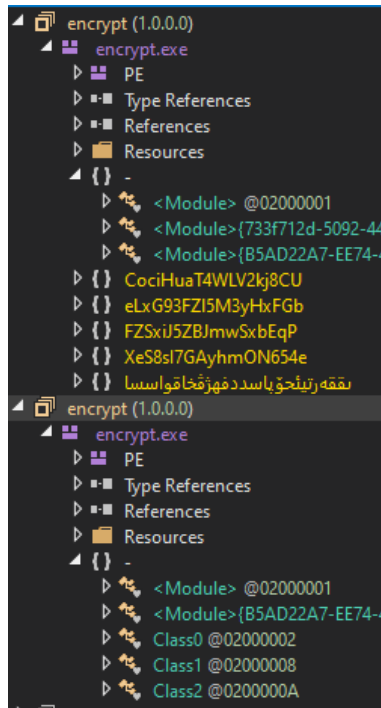 encrypt (1.0.0.0)
encrypt.exe
PE
Type References
References
Resources
{ } -
<Module> @02000001
<Module>{733f712d-5092-44
<Module>{B5AD22A7-EE74-4
{ } CociHuaT4WLV2kj8CU
{ } eLxG93FZI5M3yHxFGb
{ } FZSxiJ5ZBJmwSxbEqP
{ } XeS8sI7GAyhmON654e
{ }
encrypt (1.0.0.0)
encrypt.exe
PE
Type References
References
Resources
{ } -
<Module> @02000001
<Module>{B5AD22A7-EE74-4
Class0 @02000002
Class1 @02000008
Class2 @0200000A